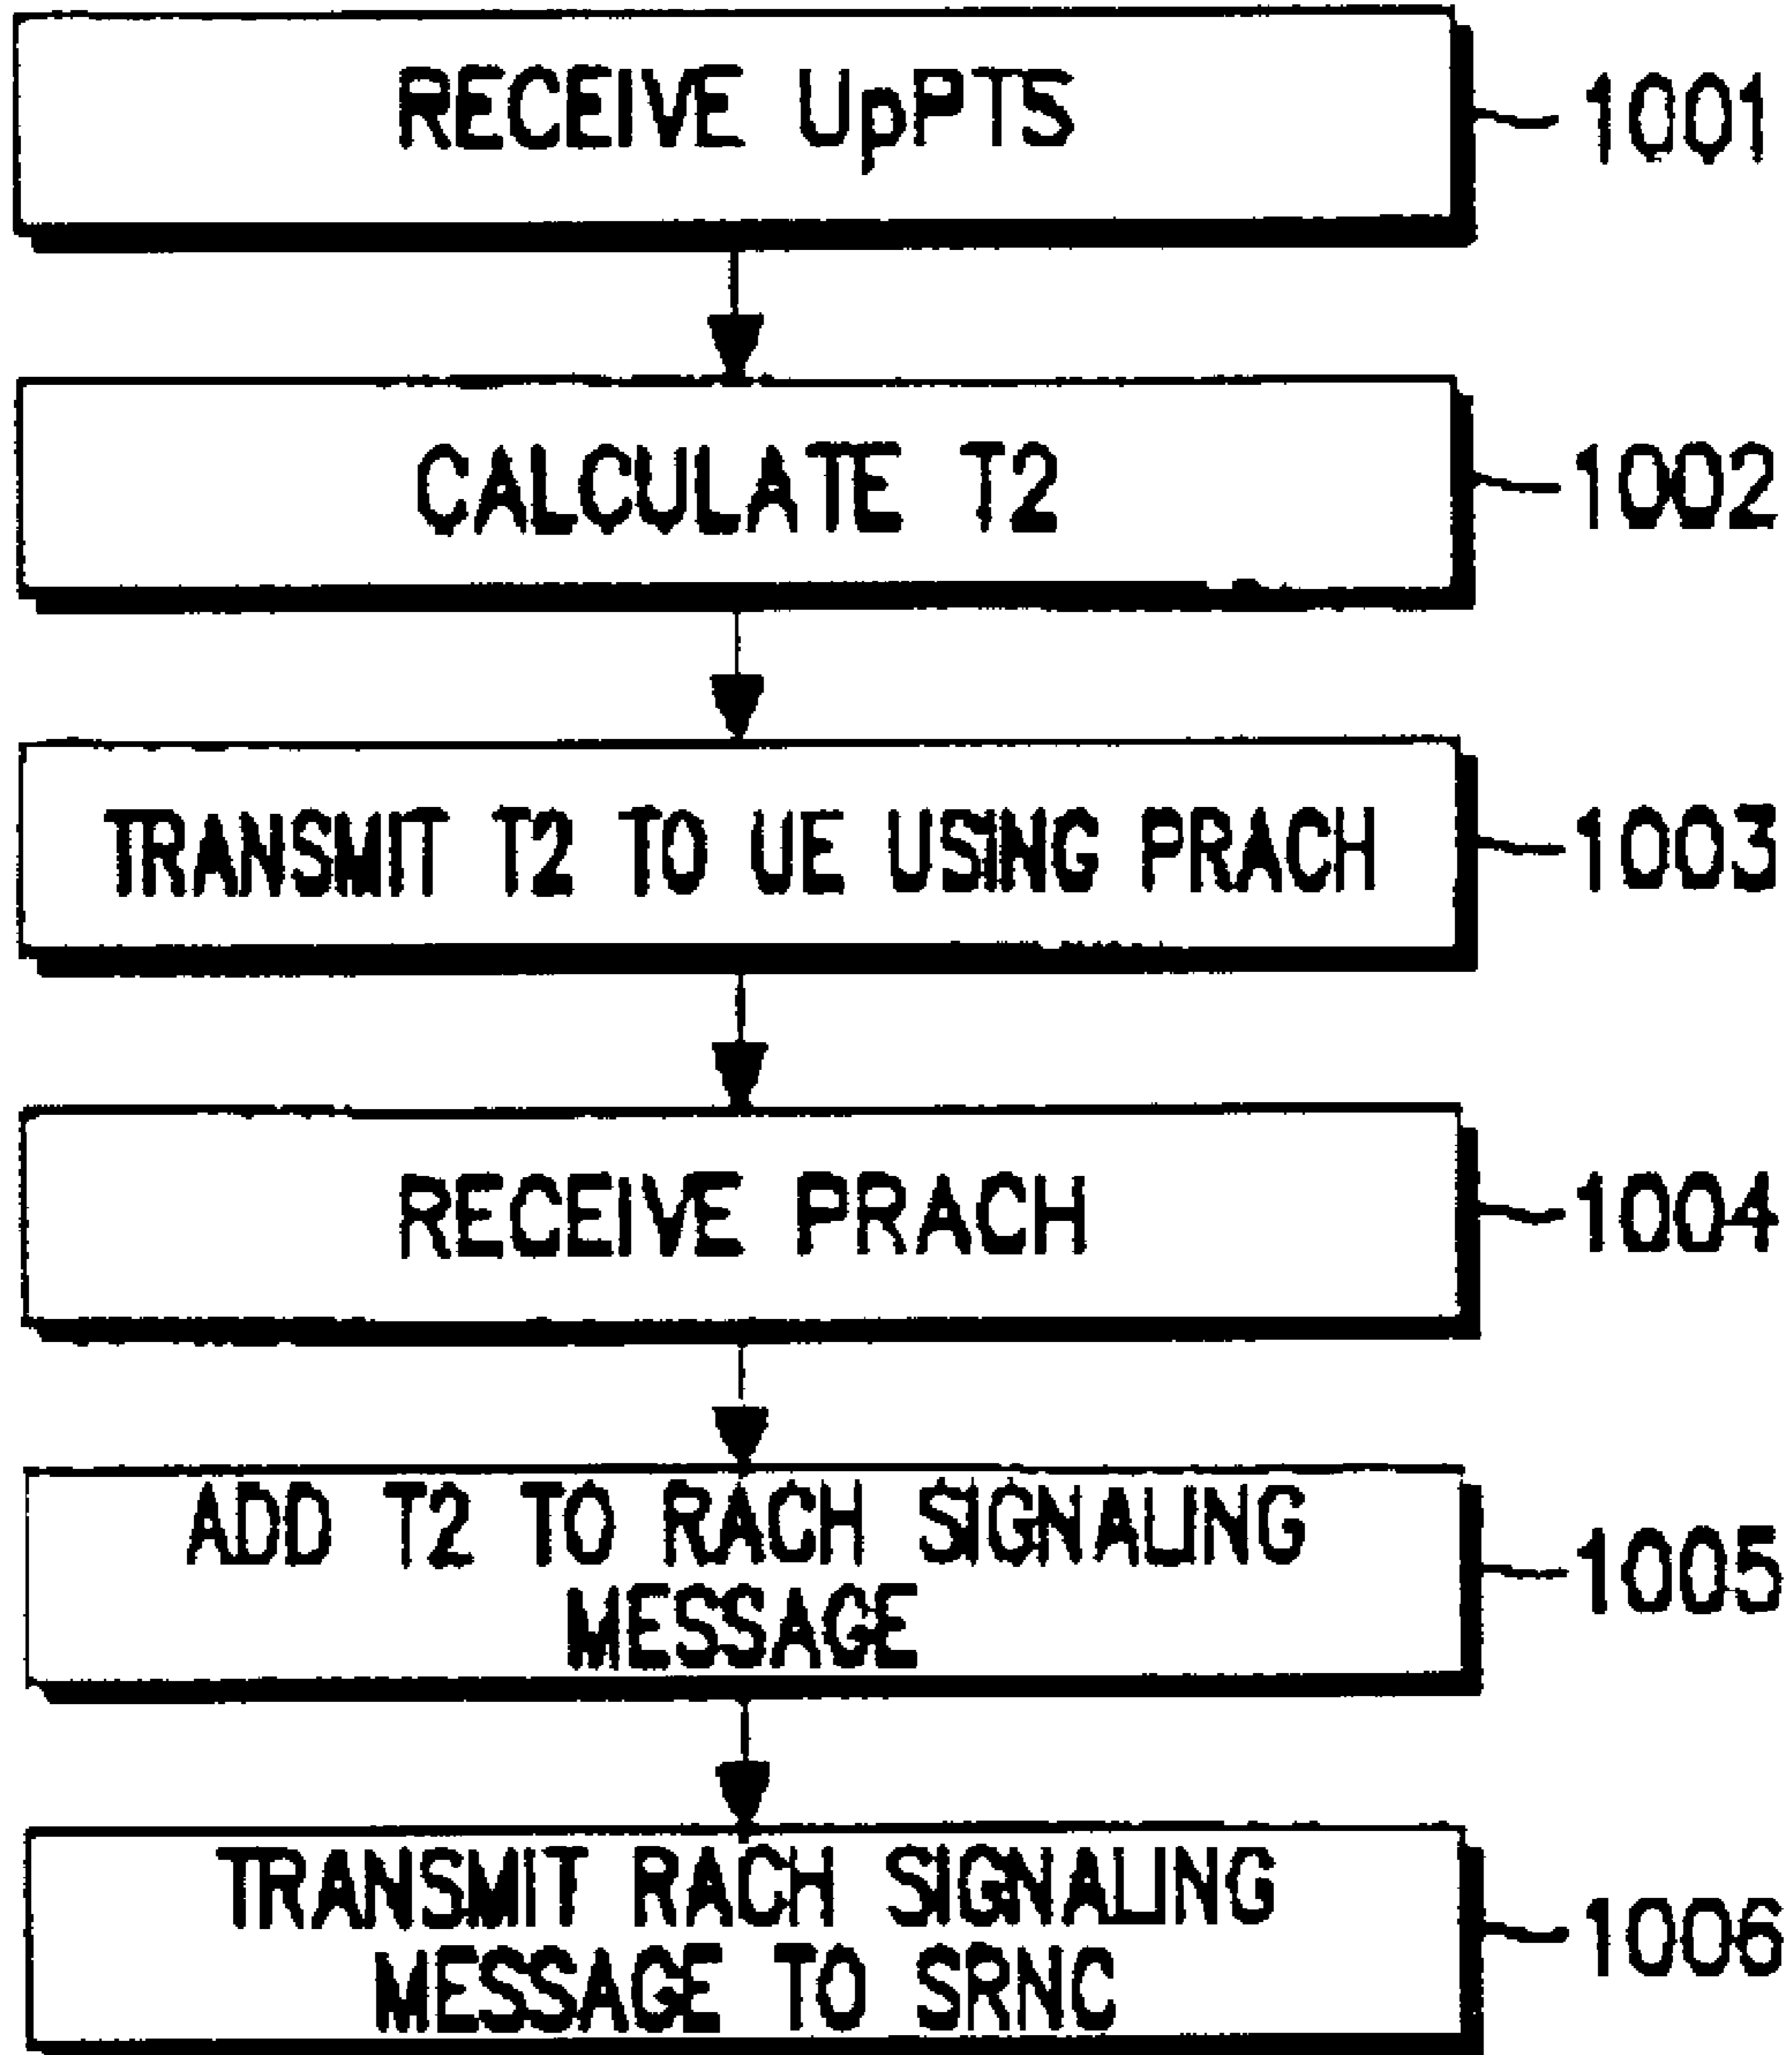 RECEIVE UpPTS
1001
CALCULATE T2
1002
TRANSMIT T2 TO UE USING PRACH
1003
RECEIVE PRACH
1004
ADD T2 TO RACH SIGNALING
MESSAGE
1005
TRANSMIT RACH SIGNALING
MESSAGE TO SRNC
1006